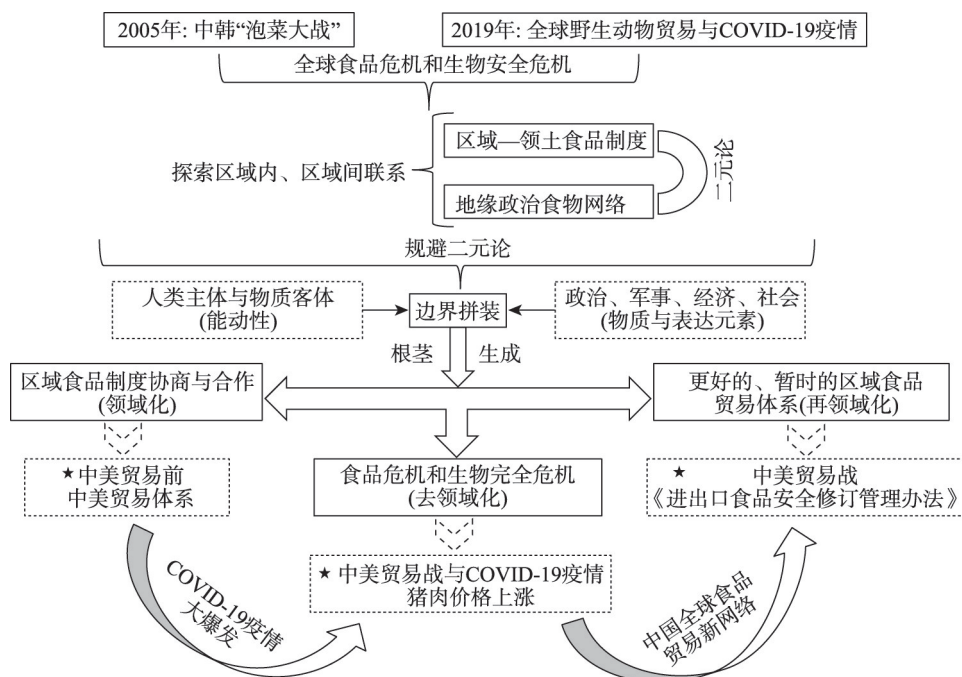 2005年: 中韩“泡菜大战”
2019年: 全球野生动物贸易与COVID-19疫情
全球食品危机和生物安全危机
区域—领土食品制度
探索区域内、区域间联系
二元论
地缘政治食物网络
规避二元论
人类主体与物质客体
(能动性)
边界拼装
政治、军事、经济、社会
(物质与表达元素)
根茎
生成
区域食品制度协商与合作
(领域化)
更好的、暂时的区域食品
贸易体系(再领域化)
★中美贸易前
中美贸易体系
食品危机和生物完全危机
(去领域化)
★ 中美贸易战
《进出口食品安全修订管理办法》
★中美贸易战与COVID-19疫情
猪肉价格上涨
COVID-19疫情
大爆发
中国全球食品
贸易新网络